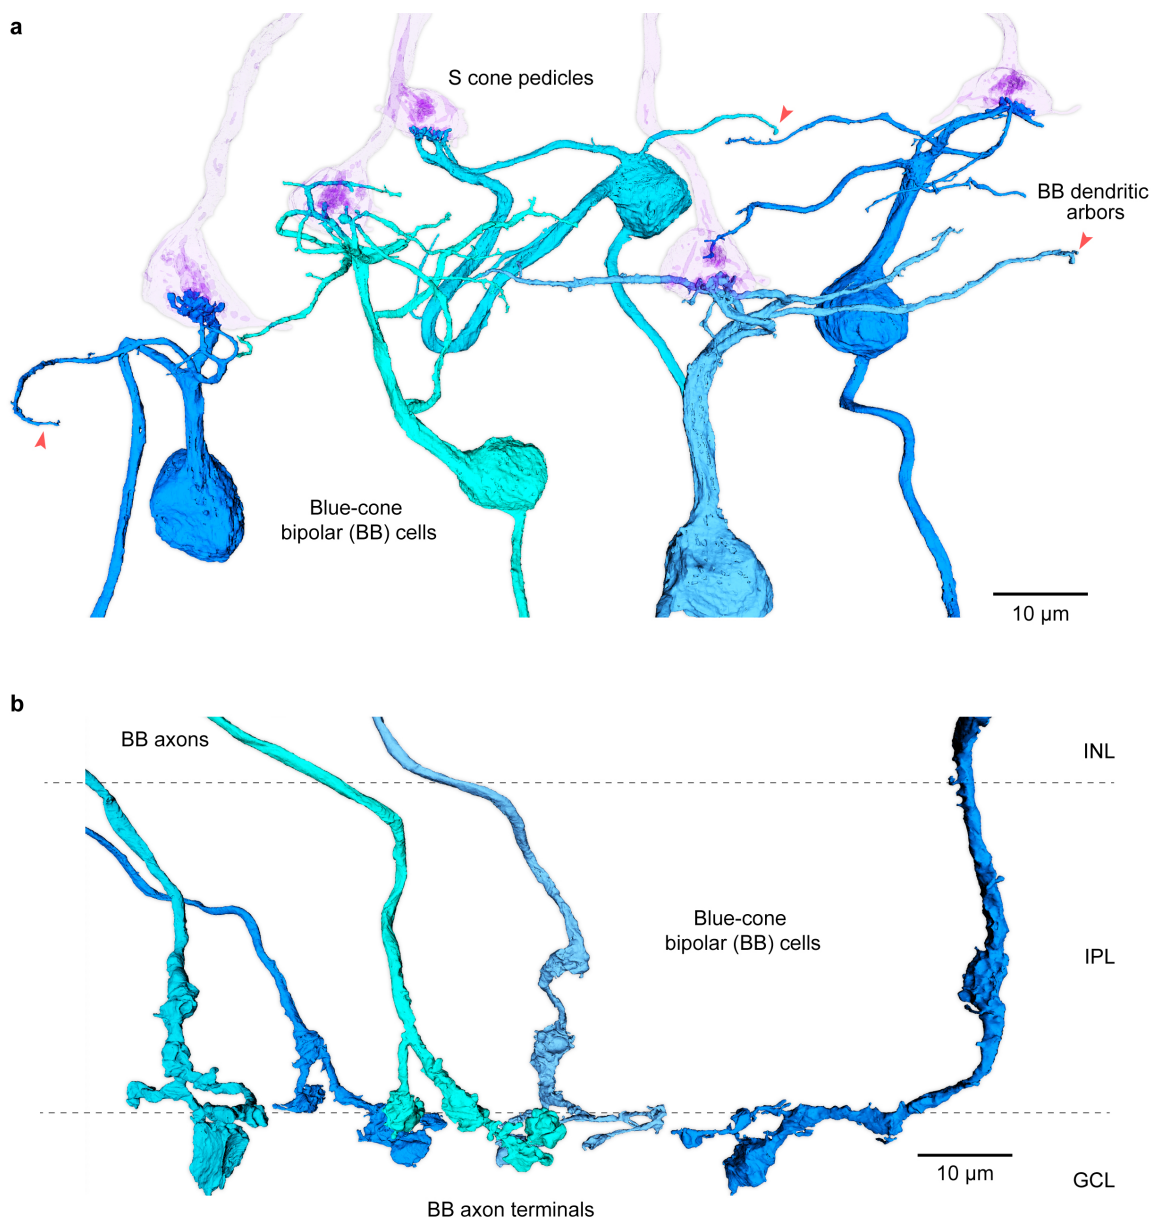 a
S cone pedicles
BB dendritic
arbors
Blue-cone
bipolar (BB) cells
10 µm
b
BB axons
INL
Blue-cone
bipolar (BB) cells
IPL
10 µm
GCL
BB axon terminals